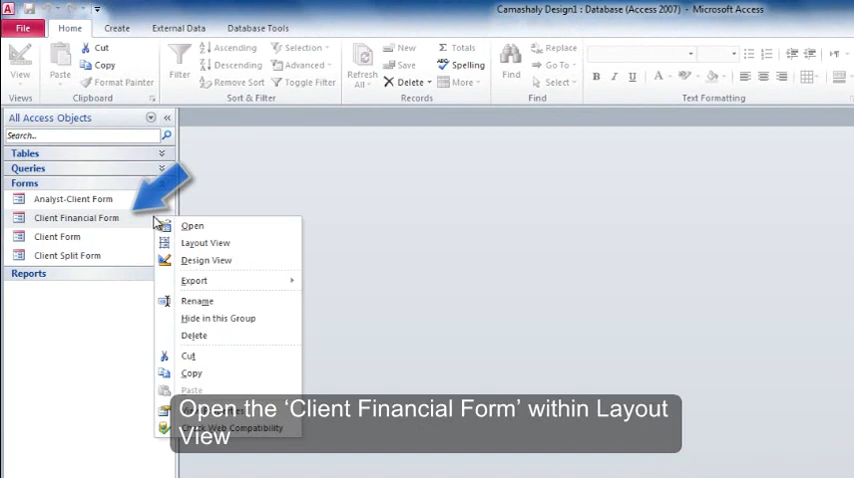 Camashaly Design1 : Database (Access 2007) - Microsoft Access
File Home Create External Data Database Tools
View
Views
Paste
Cut
Copy
Format Painter
Clipboard
Filter
Ascending
Descending
Remove Sort
Selection
Advanced
Toggle Filter
Sort & Filter
Refresh
All
New
Save
Delete
Totals
Spelling
More
Records
Find
Replace
Go To
Select
Find
B I U A
Text Formatting
All Access Objects
Search..
Tables
Queries
Forms
Analyst-Client Form
Client Financial Form
Client Form
Client Split Form
Reports
Open
Layout View
Design View
Export
Rename
Hide in this Group
Delete
Cut
Copy
Paste
Check Web Compatibility
Open the ‘Client Financial Form’ within Layout
View